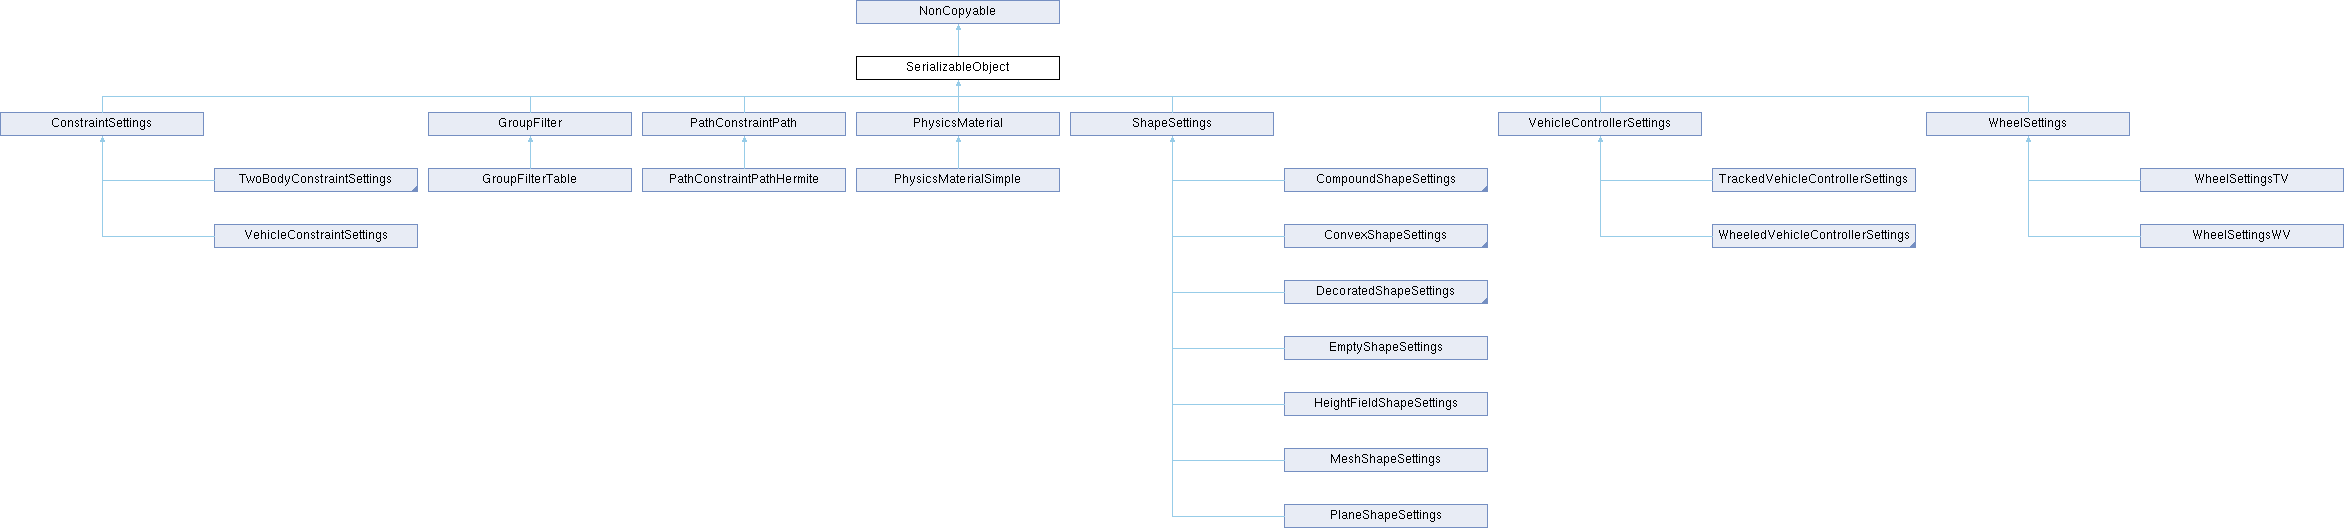 NonCopyable
SerializableObject
ConstraintSettings
GroupFilter
PathConstraintPath
PhysicsMaterial
ShapeSettings
VehicleControllerSettings
WheelSettings
TwoBodyConstraintSettings
GroupFilterTable
PathConstraintPathHermite
PhysicsMaterialSimple
CompoundShapeSettings
TrackedVehicleControllerSettings
WheelSettingsTV
VehicleConstraintSettings
ConvexShapeSettings
WheeledVehicleControllerSettings
WheelSettingsWV
DecoratedShapeSettings
EmptyShapeSettings
HeightFieldShapeSettings
MeshShapeSettings
PlaneShapeSettings